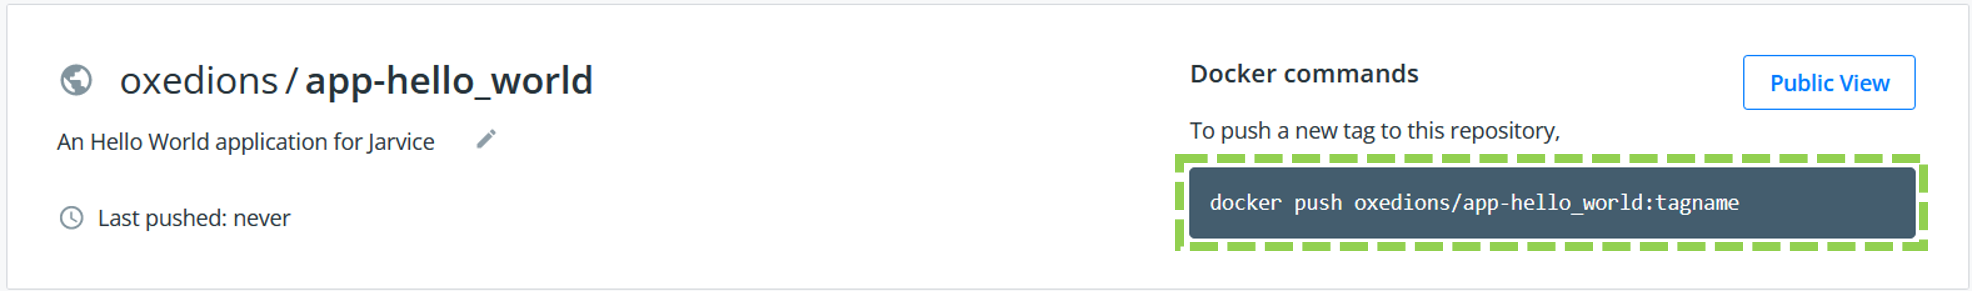 oxedions / app-hello_world
An Hello World application for Jarvice
Last pushed: never
Docker commands
Public View
To push a new tag to this repository,
docker push oxedions/app-hello_world:tagname